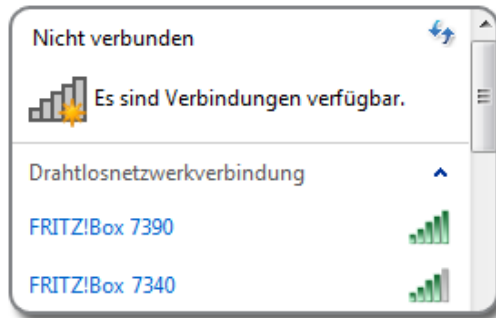 Nicht verbunden
Es sind Verbindungen verfügbar.
Drahtlosnetzwerkverbindung
FRITZ!Box 7390
FRITZ!Box 7340